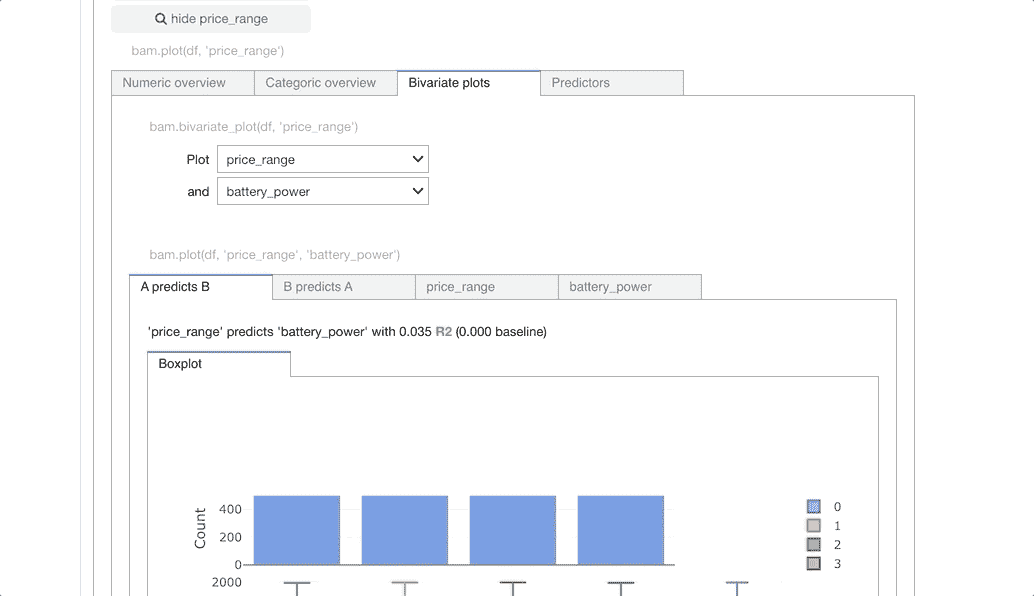 hide price_range
bam.plot(df, 'price_range')
Numeric overview Categoric overview Bivariate plots Predictors
bam.bivariate_plot(df, 'price_range')
Plot price_range
and battery_power
bam.plot(df, 'price_range', 'battery_power')
A predicts B B predicts A price_range battery_power
'price_range' predicts 'battery_power' with 0.035 R2 (0.000 baseline)
Boxplot
Count
400
200
0
2000
0
1
2
3